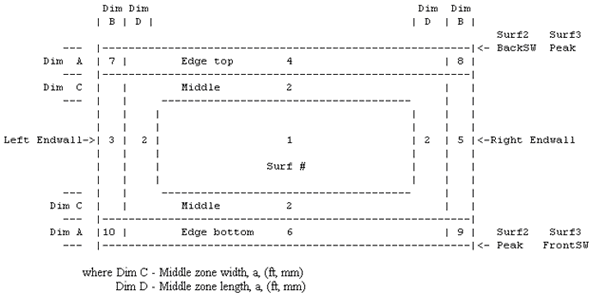 Dim Dim Dim Dim
| B | | D | | D | | B | Surf2 Surf3
--- |---------------------------------------------------|<- BackSW Peak
Dim A | 7 | Edge top 4 | 8 |
--- |---------------------------------------------------|
Dim C | | Middle 2 | |
--- | | ----------------------------------- | |
Left Endwall->| 3 | 2 | 1 | 2 | 5 |<-Right Endwall
| | | Surf # | | |
--- | | ----------------------------------- | |
Dim C | | Middle 2 | |
--- |---------------------------------------------------|
Dim A |10 | Edge bottom 6 | 9 | Surf2 Surf3
--- |---------------------------------------------------|<- Peak FrontSW
where Dim C - Middle zone width, a, (ft, mm)
Dim D - Middle zone length, a, (ft, mm)